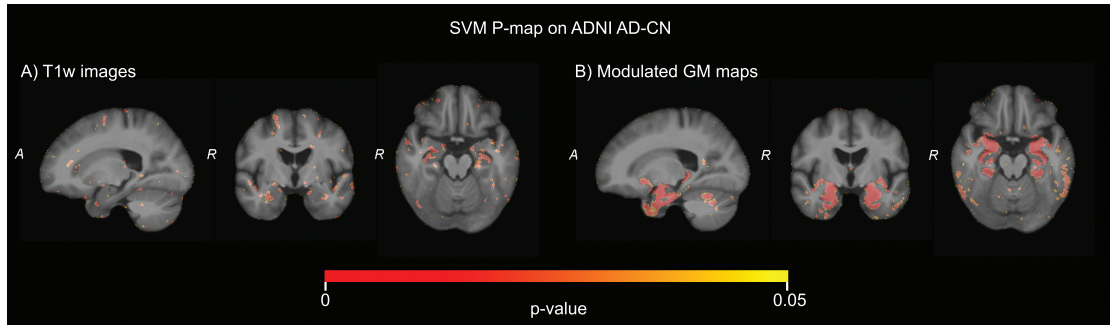 SVM P-map on ADNI AD-CN
A) T1w images
B) Modulated GM maps
A
R
R
A
R
R
0
0.05
p-value